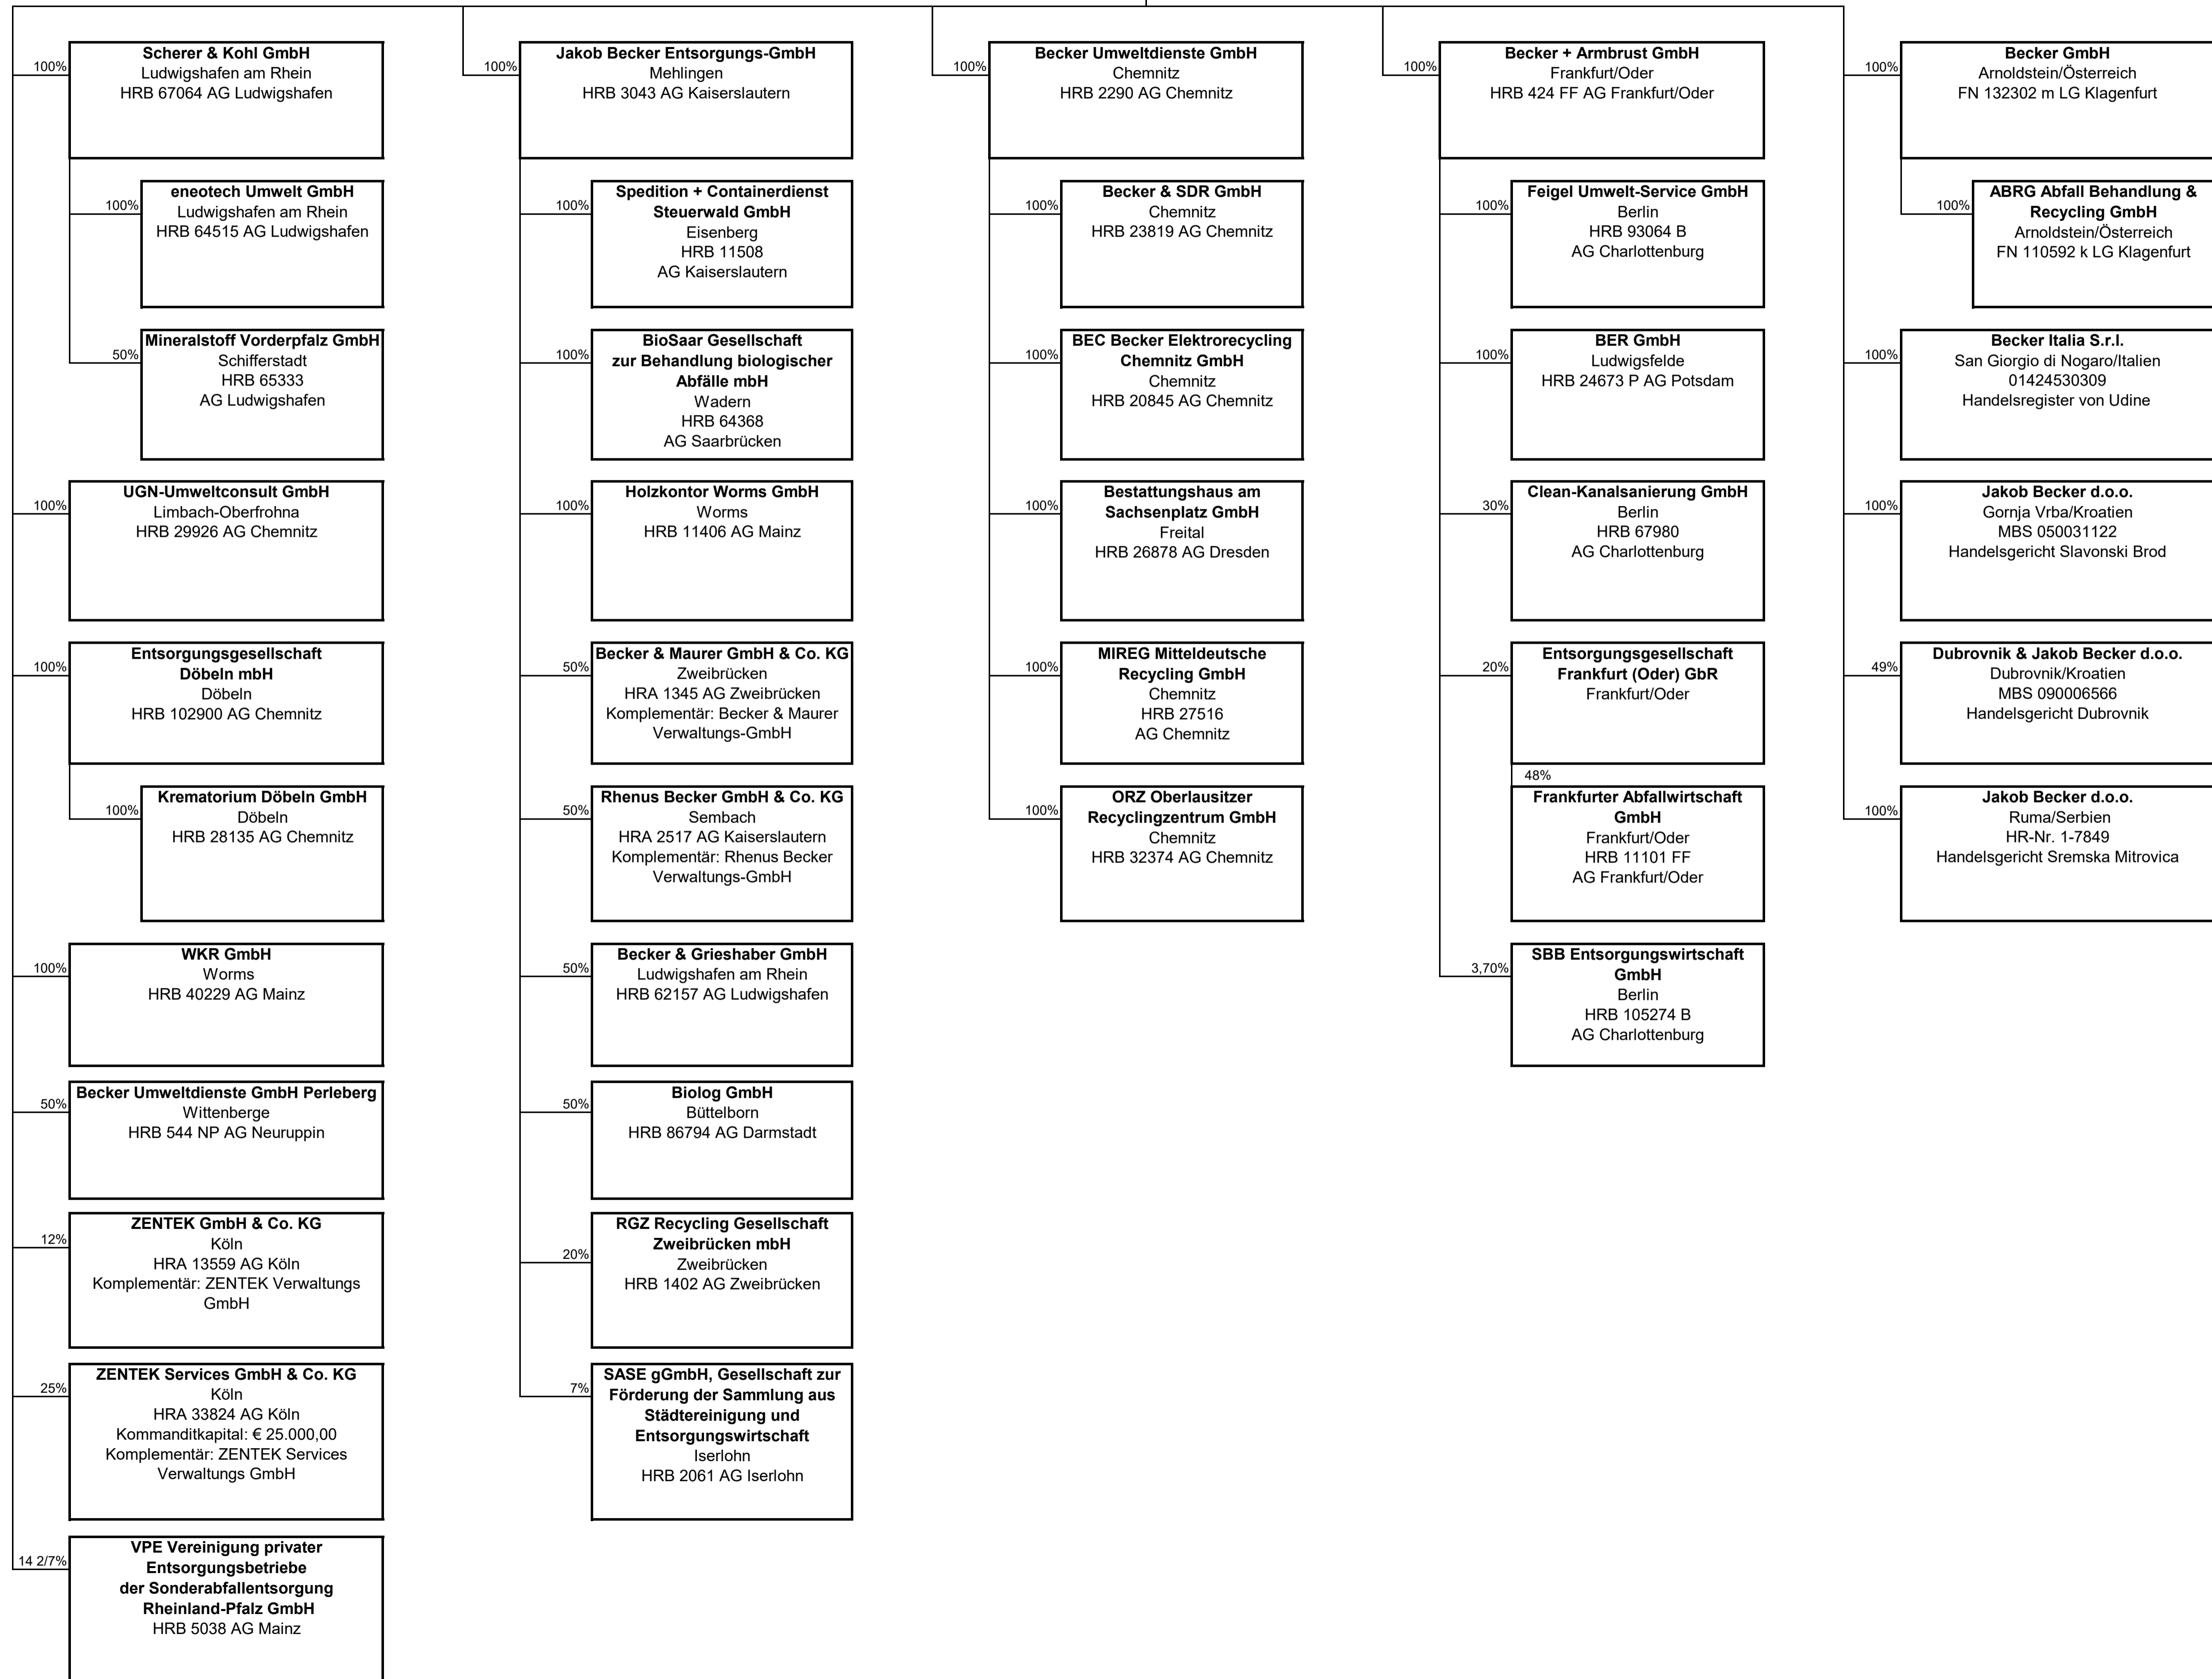 100%
Scherer & Kohl GmbH
Ludwigshafen am Rhein
HRB 67064 AG Ludwigshafen
100%
eneotech Umwelt GmbH
Ludwigshafen am Rhein
HRB 64515 AG Ludwigshafen
50%
Mineralstoff Vorderpfalz GmbH
Schifferstadt
HRB 65333
AG Ludwigshafen
100%
UGN-Umweltconsult GmbH
Limbach-Oberfrohna
HRB 29926 AG Chemnitz
100%
Entsorgungsgesellschaft
Döbeln mbH
Döbeln
HRB 102900 AG Chemnitz
100%
Krematorium Döbeln GmbH
Döbeln
HRB 28135 AG Chemnitz
100%
WKR GmbH
Worms
HRB 40229 AG Mainz
50%
Becker Umweltdienste GmbH Perleberg
Wittenberge
HRB 544 NP AG Neuruppin
12%
ZENTEK GmbH & Co. KG
Köln
HRA 13559 AG Köln
Komplementär: ZENTEK Verwaltungs
GmbH
25%
ZENTEK Services GmbH & Co. KG
Köln
HRA 33824 AG Köln
Kommanditkapital: € 25.000,00
Komplementär: ZENTEK Services
Verwaltungs GmbH
14 2/7%
VPE Vereinigung privater
Entsorgungsbetriebe
der Sonderabfallentsorgung
Rheinland-Pfalz GmbH
HRB 5038 AG Mainz
100%
Jakob Becker Entsorgungs-GmbH
Mehlingen
HRB 3043 AG Kaiserslautern
100%
Spedition + Containerdienst
Steuerwald GmbH
Eisenberg
HRB 11508
AG Kaiserslautern
100%
BioSaar Gesellschaft
zur Behandlung biologischer
Abfälle mbH
Wadern
HRB 64368
AG Saarbrücken
100%
Holzkontor Worms GmbH
Worms
HRB 11406 AG Mainz
50%
Becker & Maurer GmbH & Co. KG
Zweibrücken
HRA 1345 AG Zweibrücken
Komplementär: Becker & Maurer
Verwaltungs-GmbH
50%
Rhenus Becker GmbH & Co. KG
Sembach
HRA 2517 AG Kaiserslautern
Komplementär: Rhenus Becker
Verwaltungs-GmbH
50%
Becker & Grieshaber GmbH
Ludwigshafen am Rhein
HRB 62157 AG Ludwigshafen
50%
Biolog GmbH
Büttelborn
HRB 86794 AG Darmstadt
20%
RGZ Recycling Gesellschaft
Zweibrücken mbH
Zweibrücken
HRB 1402 AG Zweibrücken
7%
SASE gGmbH, Gesellschaft zur
Förderung der Sammlung aus
Städtereinigung und
Entsorgungswirtschaft
Iserlohn
HRB 2061 AG Iserlohn
100%
Becker Umweltdienste GmbH
Chemnitz
HRB 2290 AG Chemnitz
100%
Becker & SDR GmbH
Chemnitz
HRB 23819 AG Chemnitz
100%
BEC Becker Elektrorecycling
Chemnitz GmbH
Chemnitz
HRB 20845 AG Chemnitz
100%
Bestattungshaus am
Sachsenplatz GmbH
Freital
HRB 26878 AG Dresden
100%
MIREG Mitteldeutsche
Recycling GmbH
Chemnitz
HRB 27516
AG Chemnitz
100%
ORZ Oberlausitzer
Recyclingzentrum GmbH
Chemnitz
HRB 32374 AG Chemnitz
100%
Becker + Armbrust GmbH
Frankfurt/Oder
HRB 424 FF AG Frankfurt/Oder
100%
Feigel Umwelt-Service GmbH
Berlin
HRB 93064 B
AG Charlottenburg
100%
BER GmbH
Ludwigsfelde
HRB 24673 P AG Potsdam
30%
Clean-Kanalsanierung GmbH
Berlin
HRB 67980
AG Charlottenburg
20%
Entsorgungsgesellschaft
Frankfurt (Oder) GbR
Frankfurt/Oder
48%
Frankfurter Abfallwirtschaft
GmbH
Frankfurt/Oder
HRB 11101 FF
AG Frankfurt/Oder
3,70%
SBB Entsorgungswirtschaft
GmbH
Berlin
HRB 105274 B
AG Charlottenburg
100%
Becker GmbH
Arnoldstein/Österreich
FN 132302 m LG Klagenfurt
100%
ABRG Abfall Behandlung &
Recycling GmbH
Arnoldstein/Österreich
FN 110592 k LG Klagenfurt
100%
Becker Italia S.r.l.
San Giorgio di Nogaro/Italien
01424530309
Handelsregister von Udine
100%
Jakob Becker d.o.o.
Gornja Vrba/Kroatien
MBS 050031122
Handelsgericht Slavonski Brod
49%
Dubrovnik & Jakob Becker d.o.o.
Dubrovnik/Kroatien
MBS 090006566
Handelsgericht Dubrovnik
100%
Jakob Becker d.o.o.
Ruma/Serbien
HR-Nr. 1-7849
Handelsgericht Sremska Mitrovica